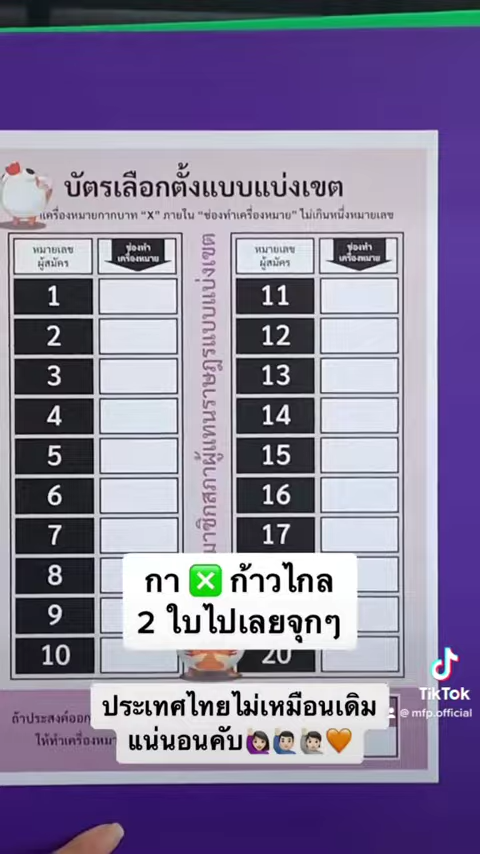 บัตรเลือกตั้งแบบแบ่งเขต
เครื่องหมายกากบาท "X" ภายใน "ช่องทำเครื่องหมาย" ไม่เกินหนึ่งหมายเลข
หมายเลข
ผู้สมัคร
ช่องทำ
เครื่องหมาย
1
2
3
4
5
6
7
8
9
10
สมาชิกสภาผู้แทนราษฎรแบบแบ่งเขต
หมายเลข
ผู้สมัคร
ช่องทำ
เครื่องหมาย
11
12
13
14
15
16
17
20
กา ❎ ก้าวไกล
2 ใบไปเลยจุกๆ
ถ้าประสงค์ออก
ให้ทำเครื่องหมา
ประเทศไทยไม่เหมือนเดิม
แน่นอนคับ🙋🏻‍♀️🙋🏻‍♂️🙋🏻🧡
TikTok
@ mfp.official